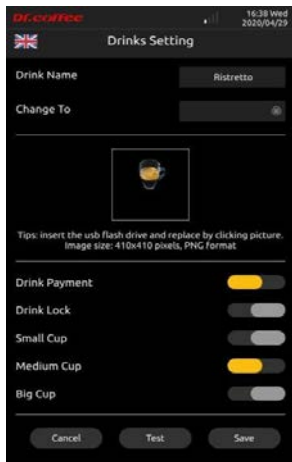 Dr.coffee
16:38 Wed
2020/04/29
Drinks Setting
Drink Name
Ristretto
Change To
Tips: insert the usb flash drive and replace by clicking picture.
Image size: 410x410 pixels, PNG format
Drink Payment
Drink Lock
Small Cup
Medium Cup
Big Cup
Cancel
Test
Save